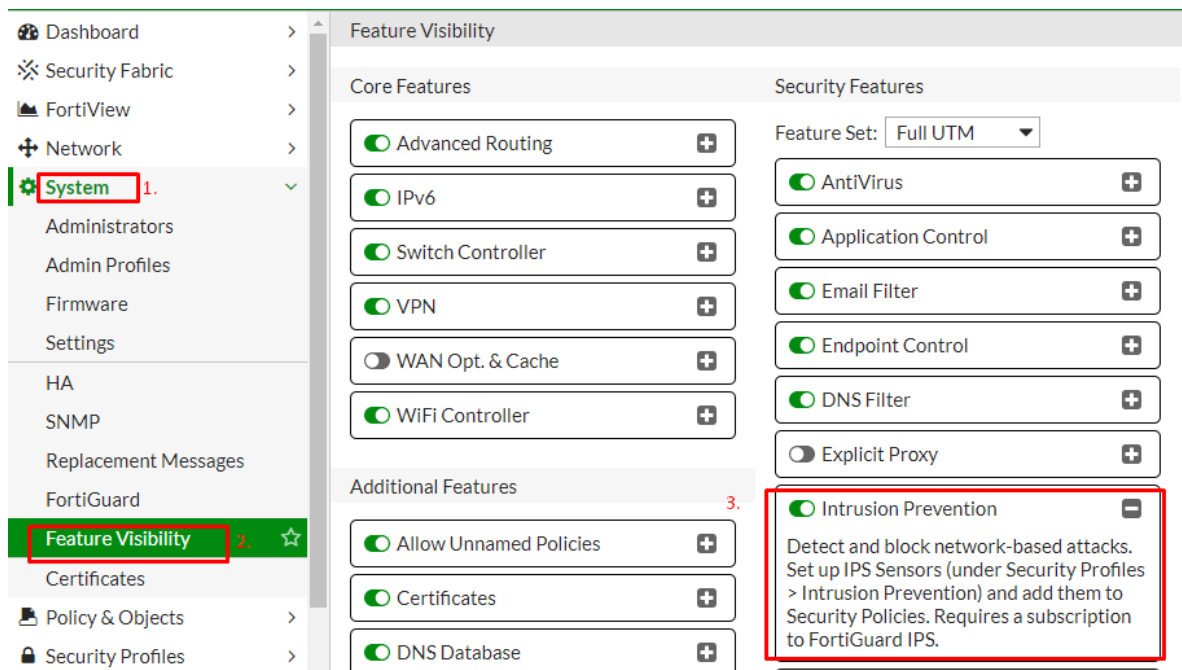 Dashboard
Security Fabric
FortiView
Network
System 1.
Administrators
Admin Profiles
Firmware
Settings
HA
SNMP
Replacement Messages
FortiGuard
Feature Visibility 2.
Certificates
Policy & Objects
Security Profiles
Feature Visibility
Core Features
Advanced Routing
IPv6
Switch Controller
VPN
WAN Opt. & Cache
WiFi Controller
Additional Features
Allow Unnamed Policies
Certificates
DNS Database
Security Features
Feature Set: Full UTM
AntiVirus
Application Control
Email Filter
Endpoint Control
DNS Filter
Explicit Proxy
3.
Intrusion Prevention
Detect and block network-based attacks.
Set up IPS Sensors (under Security Profiles
> Intrusion Prevention) and add them to
Security Policies. Requires a subscription
to FortiGuard IPS.